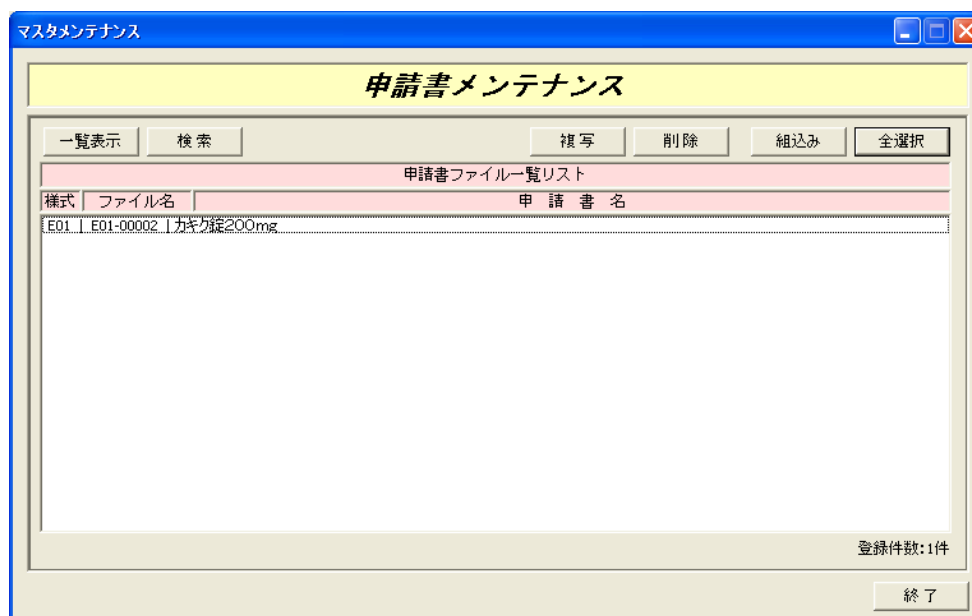 マスタメンテナンス
申請書メンテナンス
一覧表示 検索 複写 削除 組込み 全選択
申請書ファイル一覧リスト
様式 ファイル名 申請書名
E01 | E01-00002 | カキク錠200mg
登録件数:1件
終了